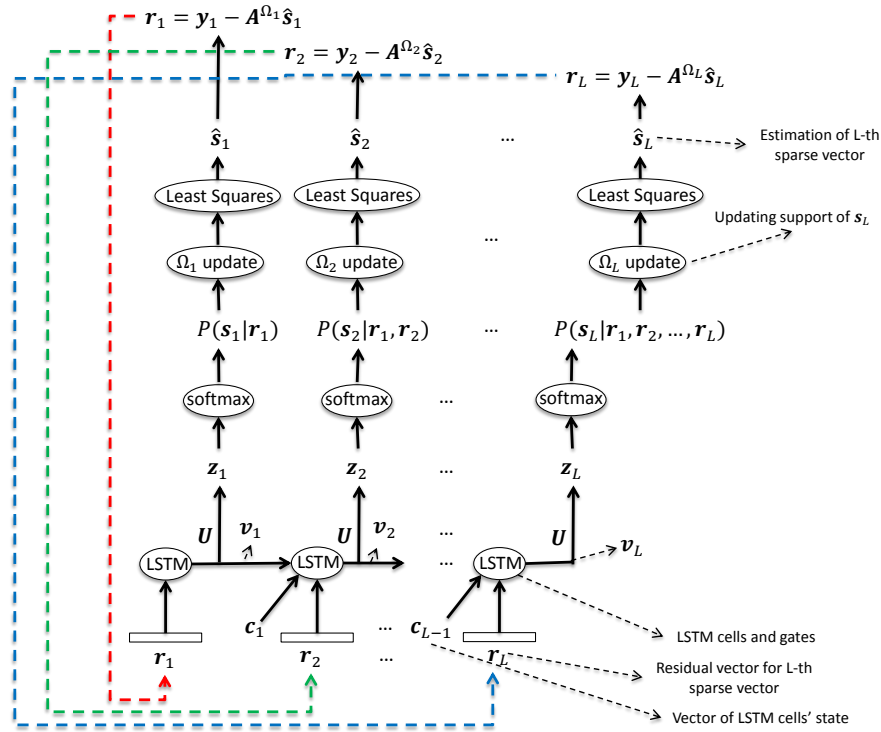 r₁ = y₁ − A^Ω₁ ŝ₁
r₂ = y₂ − A^Ω₂ ŝ₂
r_L = y_L − A^Ω_L ŝ_L
ŝ₁ ŝ₂ ... ŝ_L Estimation of L-th
sparse vector
Least Squares Least Squares Least Squares
Updating support of s_L
...
Ω₁ update Ω₂ update Ω_L update
P(s₁|r₁) P(s₂|r₁, r₂) ... P(s_L|r₁, r₂, ..., r_L)
softmax softmax ... softmax
z₁ z₂ ... z_L
...
U v₁ U v₂ U v_L
LSTM LSTM ... LSTM
c₁ ... c_{L−1} LSTM cells and gates
r₁ r₂ ... r_L Residual vector for L-th
sparse vector
Vector of LSTM cells' state